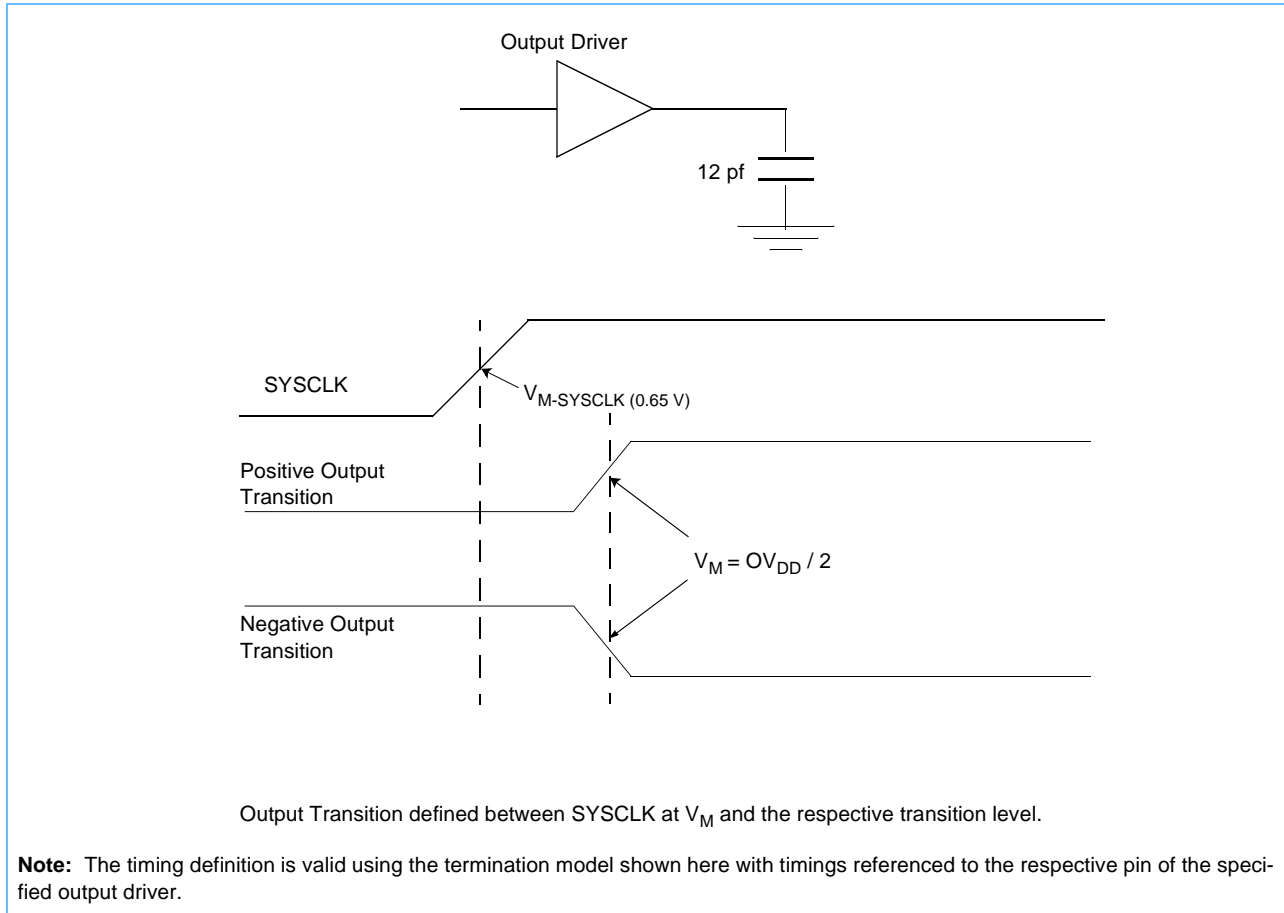 Output Driver
12 pf
SYSCLK
VM-SYSCLK (0.65 V)
Positive Output
Transition
VM = OVDD / 2
Negative Output
Transition
Output Transition defined between SYSCLK at VM and the respective transition level.
Note: The timing definition is valid using the termination model shown here with timings referenced to the respective pin of the speci-
fied output driver.